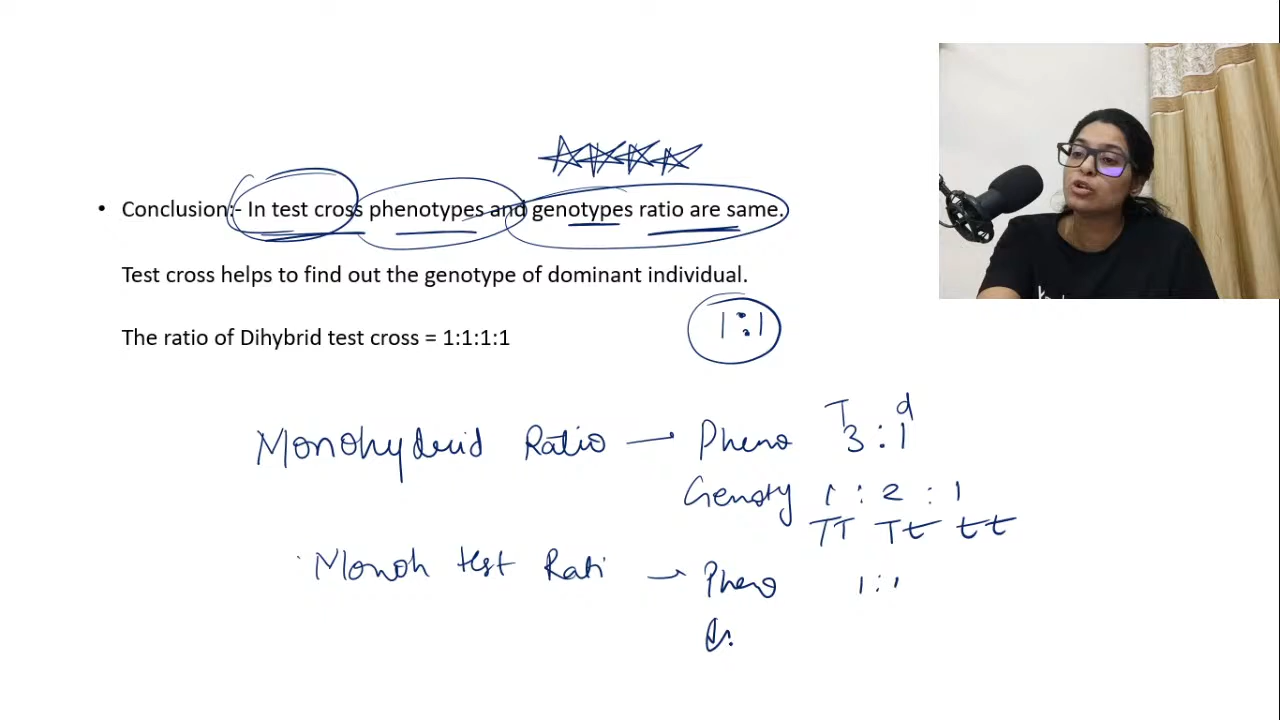 • Conclusion:- In test cross phenotypes and genotypes ratio are same.
Test cross helps to find out the genotype of dominant individual.
The ratio of Dihybrid test cross = 1:1:1:1
1:1
T d
Monohybrid Ratio → Pheno 3:1
Genoty 1 : 2 : 1
TT Tt tt
Monoh test Rati → Pheno 1:1